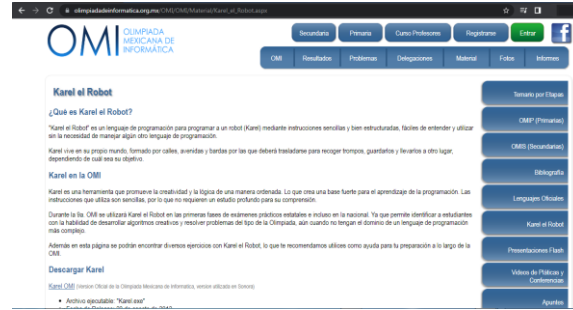 olimpiadadeinformatica.org.mx/OMI/OMI/Material/Karel_el_Robot.aspx
OMI OLIMPIADA
MEXICANA DE
INFORMÁTICA
Secundaria Primaria Curso Profesores Registrarse Entrar f
OMI Resultados Problemas Delegaciones Material Fotos Informes
Karel el Robot
¿Qué es Karel el Robot?
"Karel el Robot" es un lenguaje de programación para programar a un robot (Karel) mediante instrucciones sencillas y bien estructuradas, fáciles de entender y utilizar
sin la necesidad de manejar algún otro lenguaje de programación.
Karel vive en su propio mundo, formado por calles, avenidas y bardas por las que deberá trasladarse para recoger trompos, guardarlos y llevarlos a otro lugar,
dependiendo de cuál sea su objetivo.
Karel en la OMI
Karel es una herramienta que promueve la creatividad y la lógica de una manera ordenada. Lo que crea una base fuerte para el aprendizaje de la programación. Las
instrucciones que utiliza son sencillas, por lo que no requieren un estudio profundo para su comprensión.
Durante la 9a. OMI se utilizará Karel el Robot en las primeras fases de exámenes prácticos estatales e incluso en la nacional. Ya que permite identificar a estudiantes
con la habilidad de desarrollar algoritmos creativos y resolver problemas del tipo de la Olimpiada, aún cuando no tengan el dominio de un lenguaje de programación
más complejo.
Además en esta página se podrán encontrar diversos ejercicios con Karel el Robot, lo que te recomendamos utilices como ayuda para tu preparación a lo largo de la
OMI.
Descargar Karel
Karel OMI (Version Oficial de la Olimpiada Mexicana de Informatica, version utilizada en Sonora)
Archivo ejecutable: "Karel.exe"
Temario por Etapas
OMIP (Primarias)
OMIS (Secundarias)
Bibliografía
Lenguajes Oficiales
Karel el Robot
Presentaciones Flash
Videos de Pláticas y
Conferencias
Apuntes